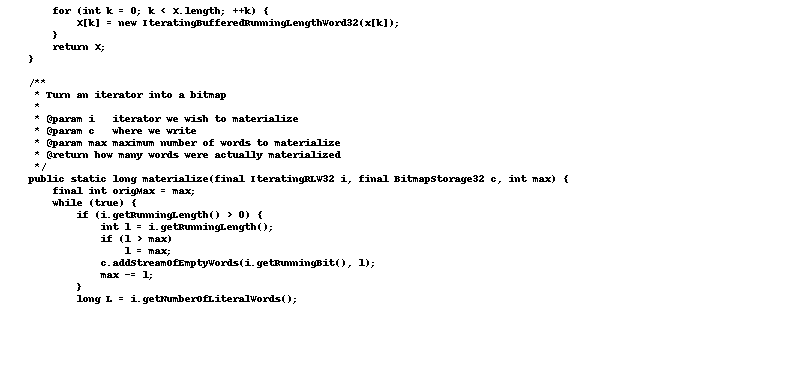 for (int k = 0; k < X.length; ++k) {
X[k] = new IteratingBufferedRunningLengthWord32(x[k]);
}
return X;
}
/**
* Turn an iterator into a bitmap
*
* @param i   iterator we wish to materialize
* @param c   where we write
* @param max maximum number of words to materialize
* @return how many words were actually materialized
*/
public static long materialize(final IteratingRLW32 i, final BitmapStorage32 c, int max) {
final int origMax = max;
while (true) {
if (i.getRunningLength() > 0) {
int l = i.getRunningLength();
if (l > max)
l = max;
c.addStreamOfEmptyWords(i.getRunningBit(), l);
max -= l;
}
long L = i.getNumberOfLiteralWords();